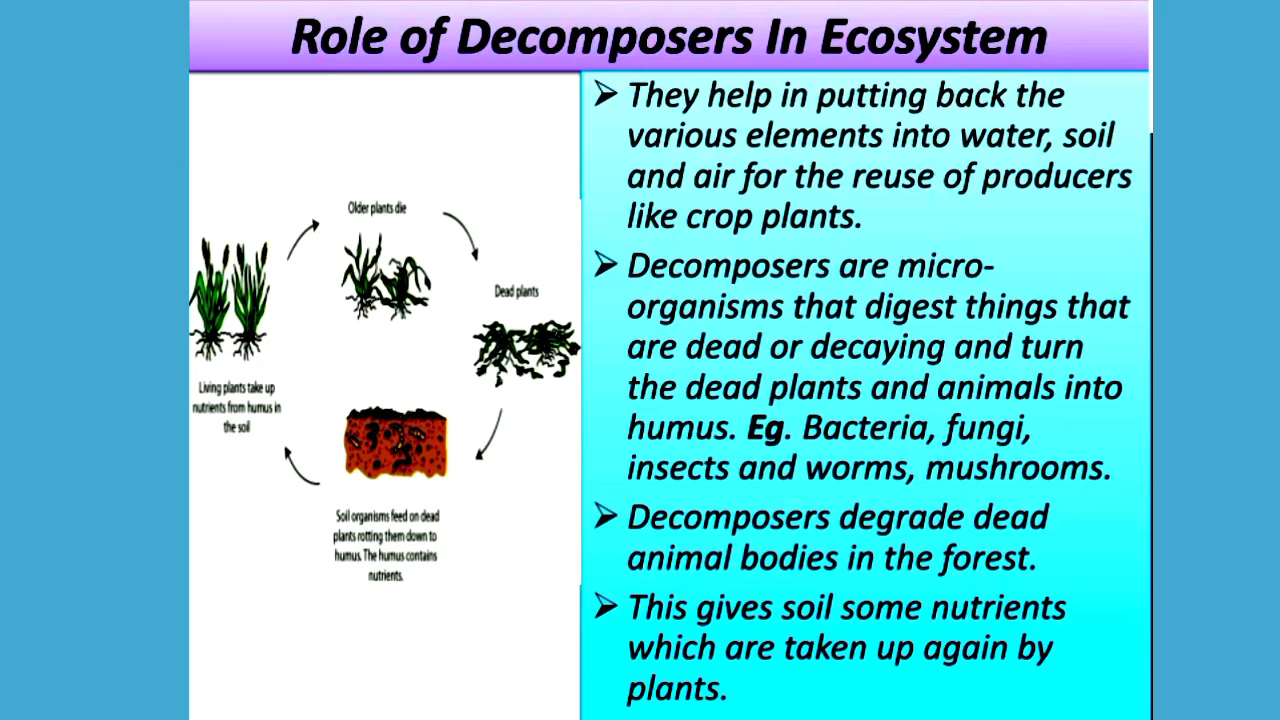 Role of Decomposers In Ecosystem
Older plants die
Dead plants
Living plants take up
nutrients from humus in
the soil
Soil organisms feed on dead
plants rotting them down to
humus. The humus contains
nutrients.
➢ They help in putting back the
various elements into water, soil
and air for the reuse of producers
like crop plants.
➢ Decomposers are micro-
organisms that digest things that
are dead or decaying and turn
the dead plants and animals into
humus. Eg. Bacteria, fungi,
insects and worms, mushrooms.
➢ Decomposers degrade dead
animal bodies in the forest.
➢ This gives soil some nutrients
which are taken up again by
plants.